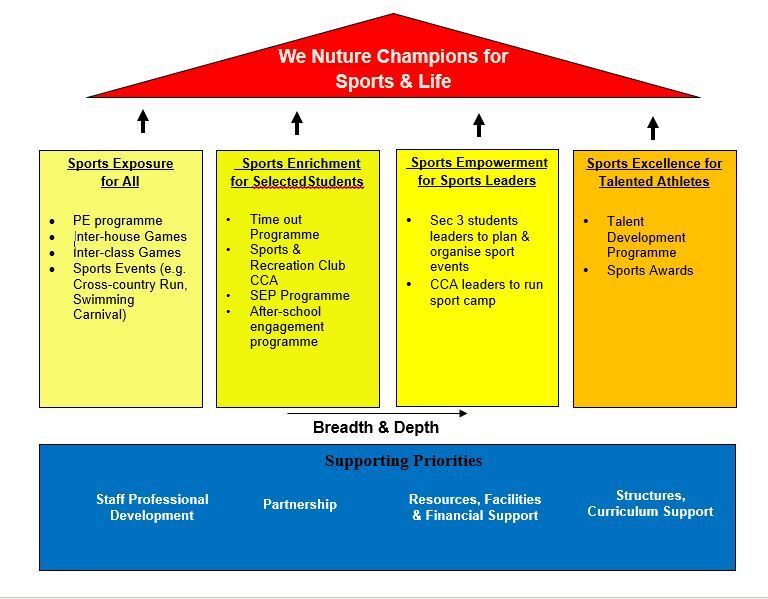 We Nuture Champions for
Sports & Life
Sports Exposure
for All
• PE programme
• Inter-house Games
• Inter-class Games
• Sports Events (e.g.
Cross-country Run,
Swimming
Carnival)
Sports Enrichment
for SelectedStudents
• Time out
Programme
• Sports &
Recreation Club
CCA
• SEP Programme
• After-school
engagement
programme
Sports Empowerment
for Sports Leaders
• Sec 3 students
leaders to plan &
organise sport
events
• CCA leaders to run
sport camp
Sports Excellence for
Talented Athletes
• Talent
Development
Programme
• Sports Awards
Breadth & Depth
Supporting Priorities
Staff Professional
Development
Partnership
Resources, Facilities
& Financial Support
Structures,
Curriculum Support